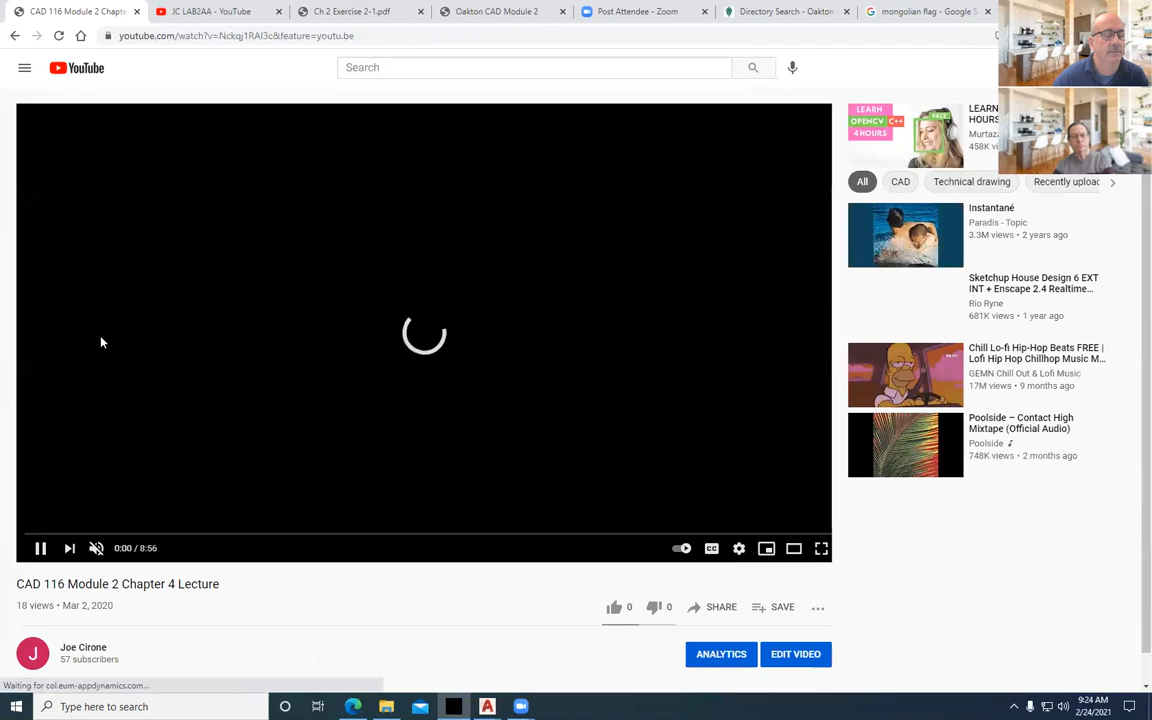 CAD 116 Module 2 Chapte
JC LAB2AA - YouTube
Ch 2 Exercise 2-1.pdf
Oakton CAD Module 2
Post Attendee - Zoom
Directory Search - Oakton
mongolian flag - Google S
youtube.com/watch?v=Nckqj1RAI3c&feature=youtu.be
YouTube
Search
LEARN
OPENCV C++
4 HOURS
FACE
LEARN
HOURS
Murtaza
458K vi
All
CAD
Technical drawing
Recently upload
Instantané
Paradis - Topic
3.3M views • 2 years ago
Sketchup House Design 6 EXT
INT + Enscape 2.4 Realtime...
Rio Ryne
681K views • 1 year ago
Chill Lo-fi Hip-Hop Beats FREE |
Lofi Hip Hop Chillhop Music M...
GEMN Chill Out & Lofi Music
17M views • 9 months ago
Poolside – Contact High
Mixtape (Official Audio)
Poolside
748K views • 2 months ago
0:00 / 8:56
CC
CAD 116 Module 2 Chapter 4 Lecture
18 views • Mar 2, 2020
0
0
SHARE
SAVE
J
Joe Cirone
57 subscribers
ANALYTICS
EDIT VIDEO
Waiting for col.eum-appdynamics.com...
Type here to search
A
9:24 AM
2/24/2021